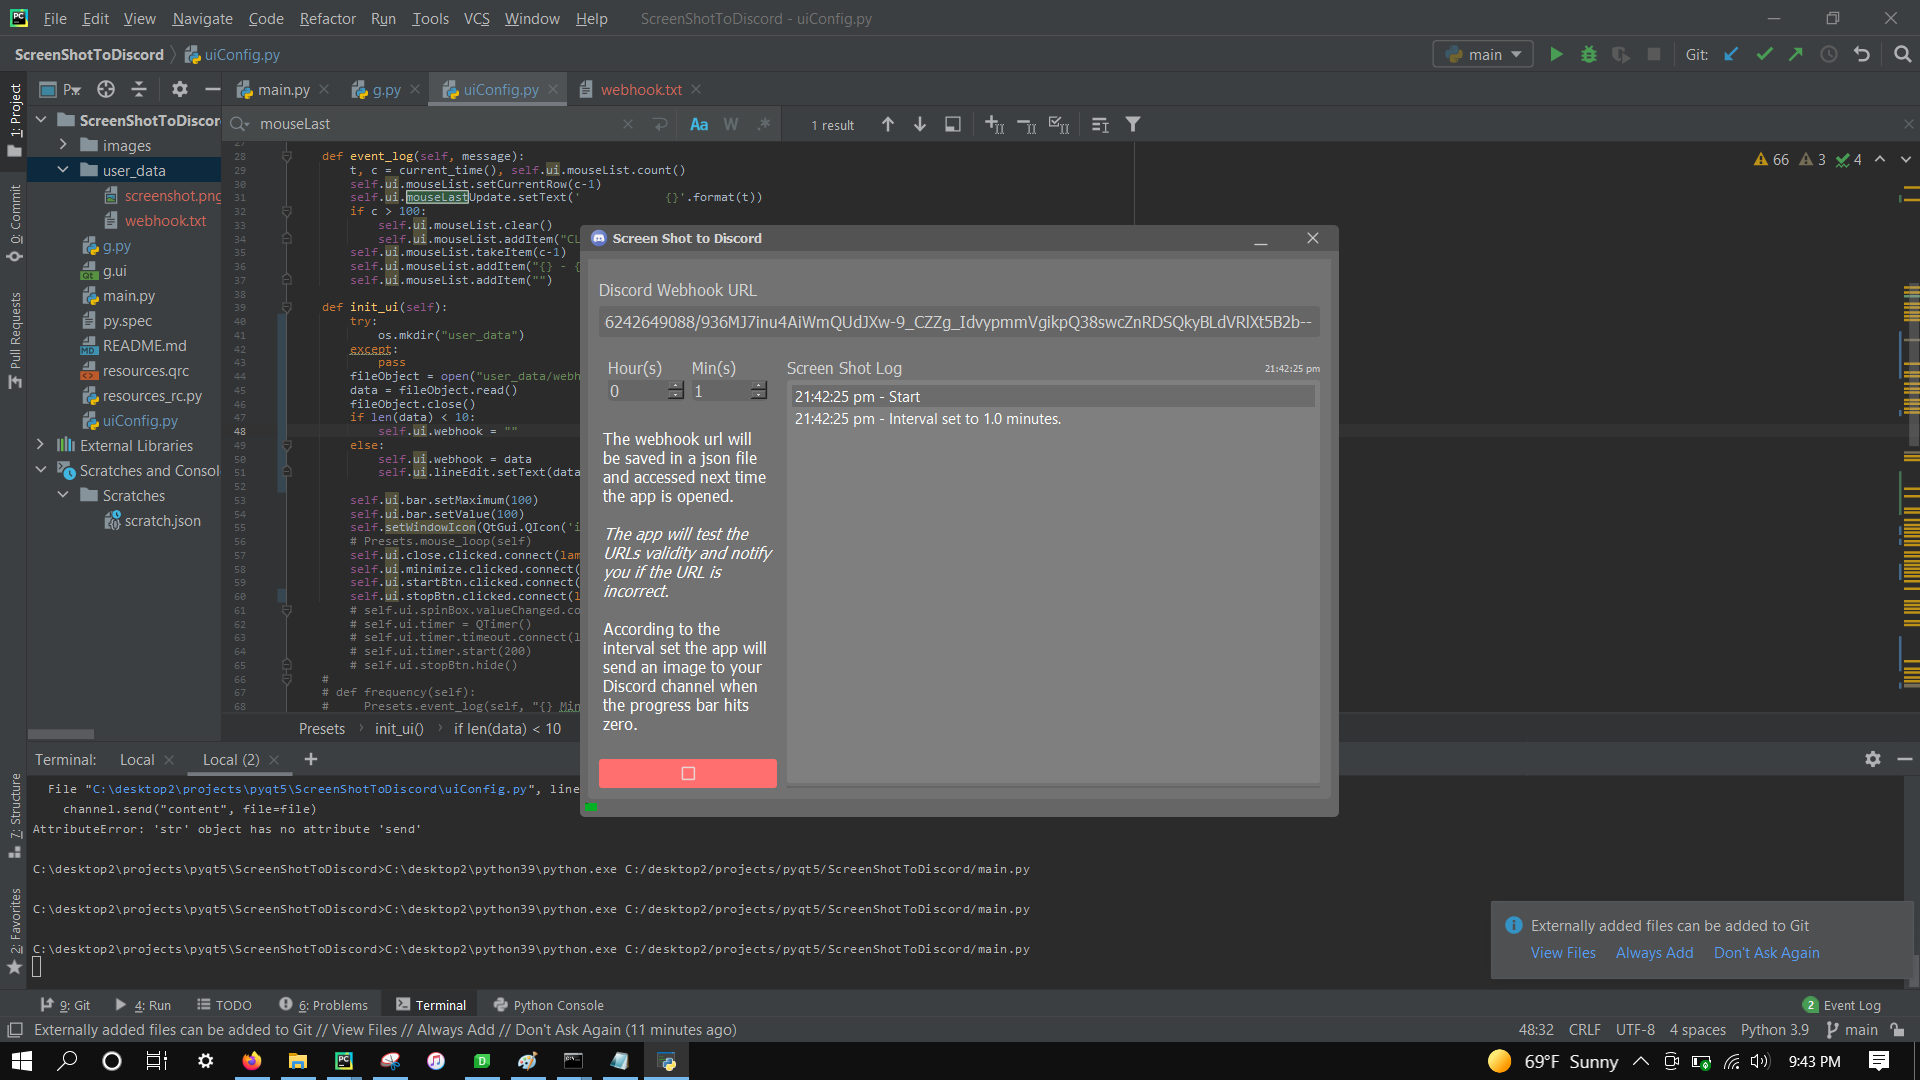 File Edit View Navigate Code Refactor Run Tools VCS Window Help ScreenShotToDiscord - uiConfig.py
ScreenShotToDiscord uiConfig.py main Git:
1: Project
0: Commit
Pull Requests
7: Structure
2: Favorites
P
main.py g.py uiConfig.py webhook.txt
ScreenShotToDiscor
images
user_data
screenshot.png
webhook.txt
g.py
g.ui
main.py
py.spec
README.md
resources.qrc
resources_rc.py
uiConfig.py
External Libraries
Scratches and Consol
Scratches
scratch.json
mouseLast Aa W .* 1 result
66 3 4
27
28 def event_log(self, message):
29 t, c = current_time(), self.ui.mouseList.count()
30 self.ui.mouseList.setCurrentRow(c-1)
31 self.ui.mouseLastUpdate.setText(' {}'.format(t))
32 if c > 100:
33 self.ui.mouseList.clear()
34 self.ui.mouseList.addItem("CL
35 self.ui.mouseList.takeItem(c-1)
36 self.ui.mouseList.addItem("{} - {
37 self.ui.mouseList.addItem("")
38
39 def init_ui(self):
40 try:
41 os.mkdir("user_data")
42 except:
43 pass
44 fileObject = open("user_data/webh
45 data = fileObject.read()
46 fileObject.close()
47 if len(data) < 10:
48 self.ui.webhook = ""
49 else:
50 self.ui.webhook = data
51 self.ui.lineEdit.setText(data
52
53 self.ui.bar.setMaximum(100)
54 self.ui.bar.setValue(100)
55 self.setWindowIcon(QtGui.QIcon('i
56 # Presets.mouse_loop(self)
57 self.ui.close.clicked.connect(lam
58 self.ui.minimize.clicked.connect(
59 self.ui.startBtn.clicked.connect(
60 self.ui.stopBtn.clicked.connect(l
61 # self.ui.spinBox.valueChanged.co
62 # self.ui.timer = QTimer()
63 # self.ui.timer.timeout.connect(l
64 # self.ui.timer.start(200)
65 # self.ui.stopBtn.hide()
66 #
67 # def frequency(self):
68 # Presets.event_log(self, "{} Min
Presets init_ui() if len(data) < 10
Screen Shot to Discord
Discord Webhook URL
6242649088/936MJ7inu4AiWmQUdJXw-9_CZZg_IdvypmmVgikpQ38swcZnRDSQkyBLdVRlXt5B2b--
Hour(s) Min(s) Screen Shot Log 21:42:25 pm
0 1
21:42:25 pm - Start
21:42:25 pm - Interval set to 1.0 minutes.
The webhook url will
be saved in a json file
and accessed next time
the app is opened.
The app will test the
URLs validity and notify
you if the URL is
incorrect.
According to the
interval set the app will
send an image to your
Discord channel when
the progress bar hits
zero.
Terminal: Local Local (2)
File "C:\desktop2\projects\pyqt5\ScreenShotToDiscord\uiConfig.py", line
channel.send("content", file=file)
AttributeError: 'str' object has no attribute 'send'
C:\desktop2\projects\pyqt5\ScreenShotToDiscord>C:\desktop2\python39\python.exe C:/desktop2/projects/pyqt5/ScreenShotToDiscord/main.py
C:\desktop2\projects\pyqt5\ScreenShotToDiscord>C:\desktop2\python39\python.exe C:/desktop2/projects/pyqt5/ScreenShotToDiscord/main.py
C:\desktop2\projects\pyqt5\ScreenShotToDiscord>C:\desktop2\python39\python.exe C:/desktop2/projects/pyqt5/ScreenShotToDiscord/main.py
Externally added files can be added to Git
View Files Always Add Don't Ask Again
9: Git 4: Run TODO 6: Problems Terminal Python Console 2 Event Log
Externally added files can be added to Git // View Files // Always Add // Don't Ask Again (11 minutes ago) 48:32 CRLF UTF-8 4 spaces Python 3.9 main
69°F Sunny 9:43 PM